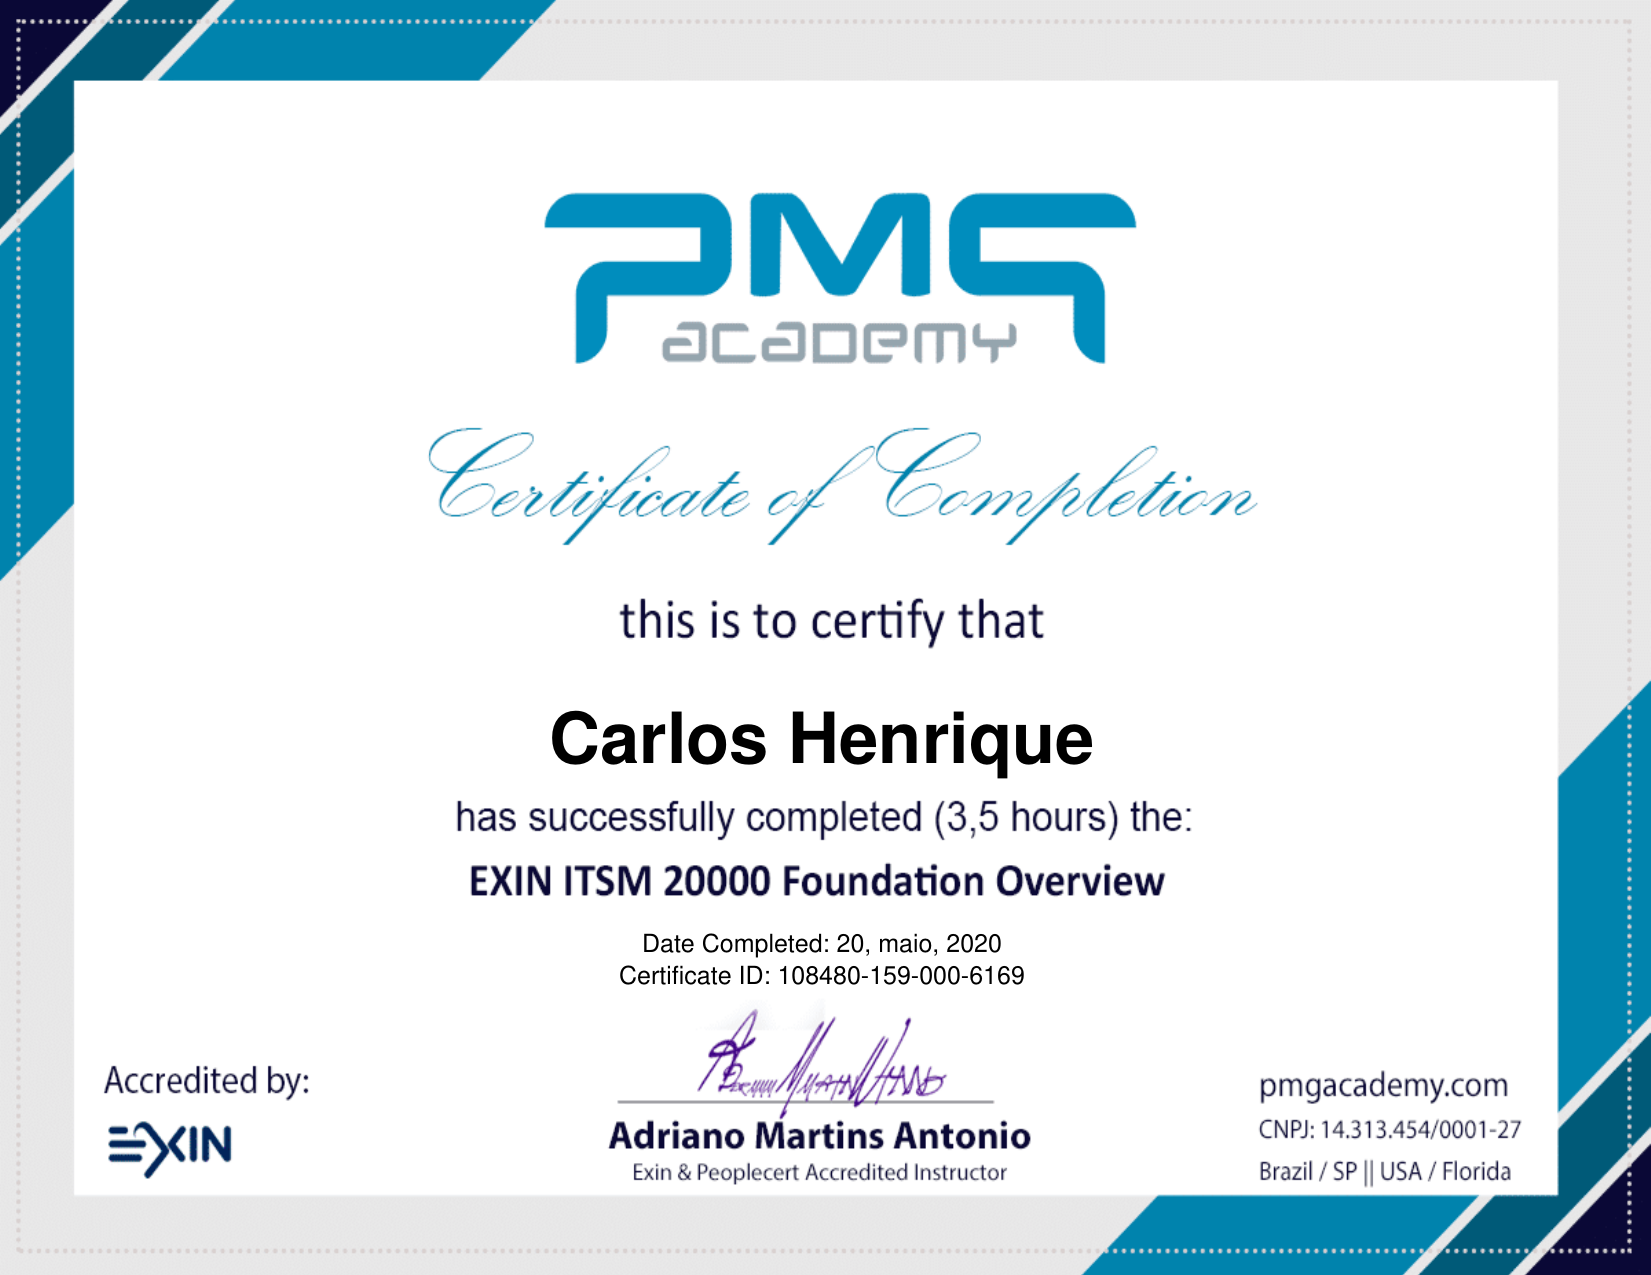 PMG
academy
Certificate of Completion
this is to certify that
Carlos Henrique
has successfully completed (3,5 hours) the:
EXIN ITSM 20000 Foundation Overview
Date Completed: 20, maio, 2020
Certificate ID: 108480-159-000-6169
Accredited by:
EXIN
Adriano Martins Antonio
Exin & Peoplecert Accredited Instructor
pmgacademy.com
CNPJ: 14.313.454/0001-27
Brazil / SP || USA / Florida